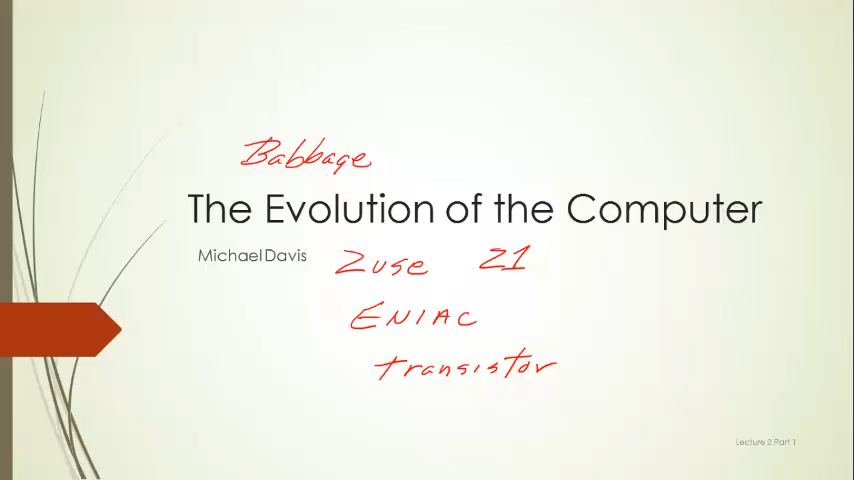 Babbage
The Evolution of the Computer
Michael Davis
Zuse Z1
ENIAC
transistor
Lecture 2 Part 1